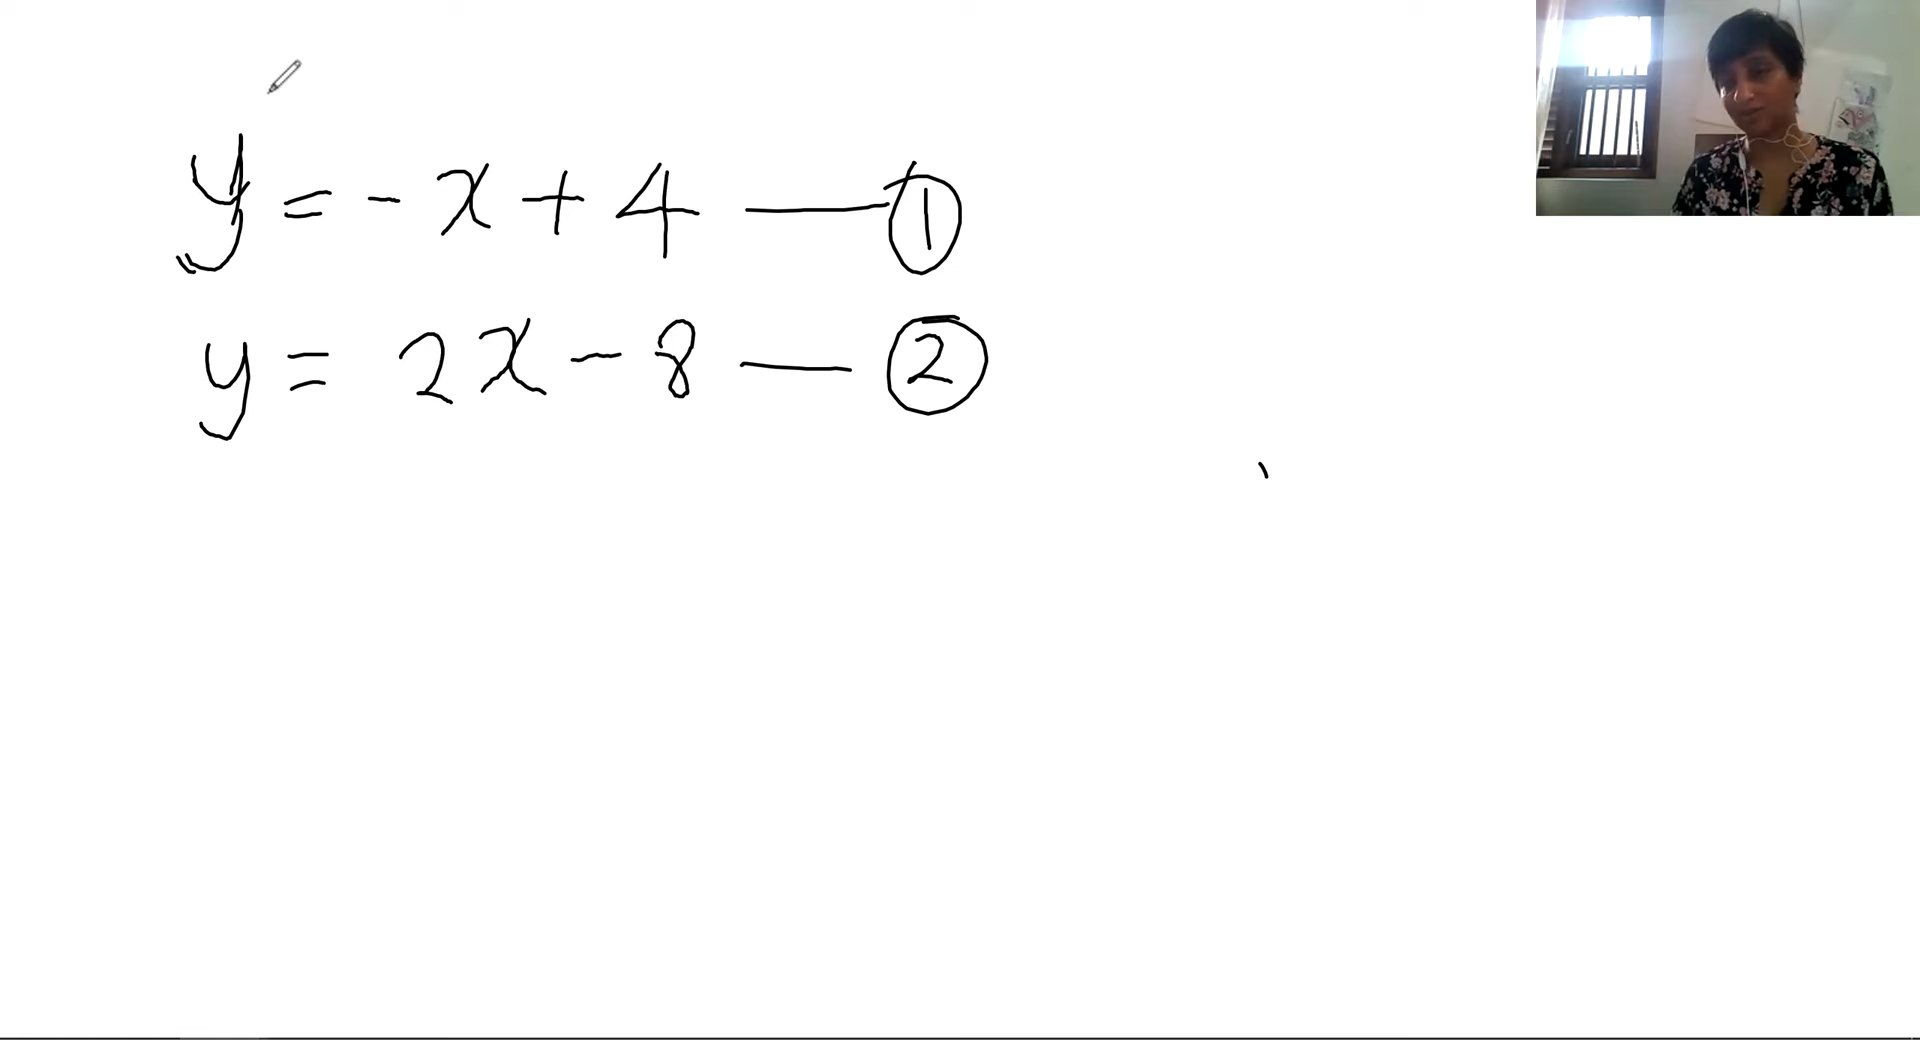 y = - x + 4 — ①
y = 2x - 8 — ②